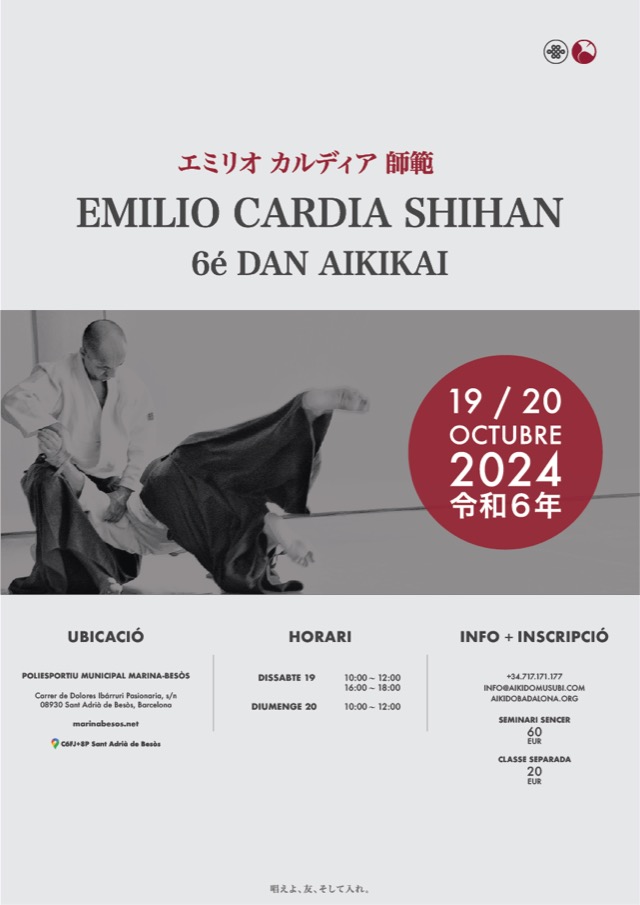 エミリオ カルディア 師範
EMILIO CARDIA SHIHAN
6é DAN AIKIKAI
19 / 20
OCTUBRE
2024
令和6年
UBICACIÓ
POLIESPORTIU MUNICIPAL MARINA-BESÒS
Carrer de Dolores Ibárruri Pasionaria, s/n
08930 Sant Adrià de Besòs, Barcelona
marinabesos.net
C6FJ+8P Sant Adrià de Besòs
HORARI
DISSABTE 19 10:00 ~ 12:00
16:00 ~ 18:00
DIUMENGE 20 10:00 ~ 12:00
INFO + INSCRIPCIÓ
+34.717.171.177
INFO@AIKIDOMUSUBI.COM
AIKIDOBADALONA.ORG
SEMINARI SENCER
60
EUR
CLASSE SEPARADA
20
EUR
唱えよ、友、そして入れ。